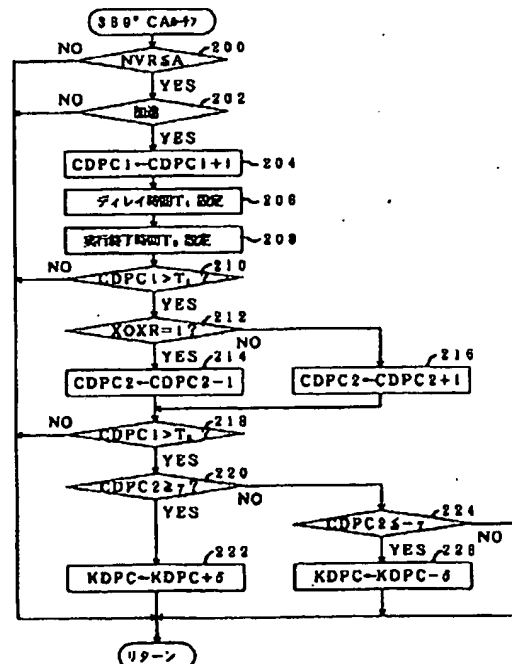 360° CAルーチン
200
NO
NVR≦A
YES
202
NO
加速
YES
CDPC1←CDPC1+1
204
ディレイ時間T₁設定
206
実行終了時間T₂設定
208
NO
210
CDPC1>T₁?
YES
212
XOXR=1?
NO
YES
214
216
CDPC2←CDPC2-1
CDPC2←CDPC2+1
218
NO
CDPC1>T₂?
YES
220
CDPC2≧γ?
NO
YES
224
CDPC2≦-γ
NO
YES
222
228
KDPC←KDPC+δ
KDPC←KDPC-δ
リターン